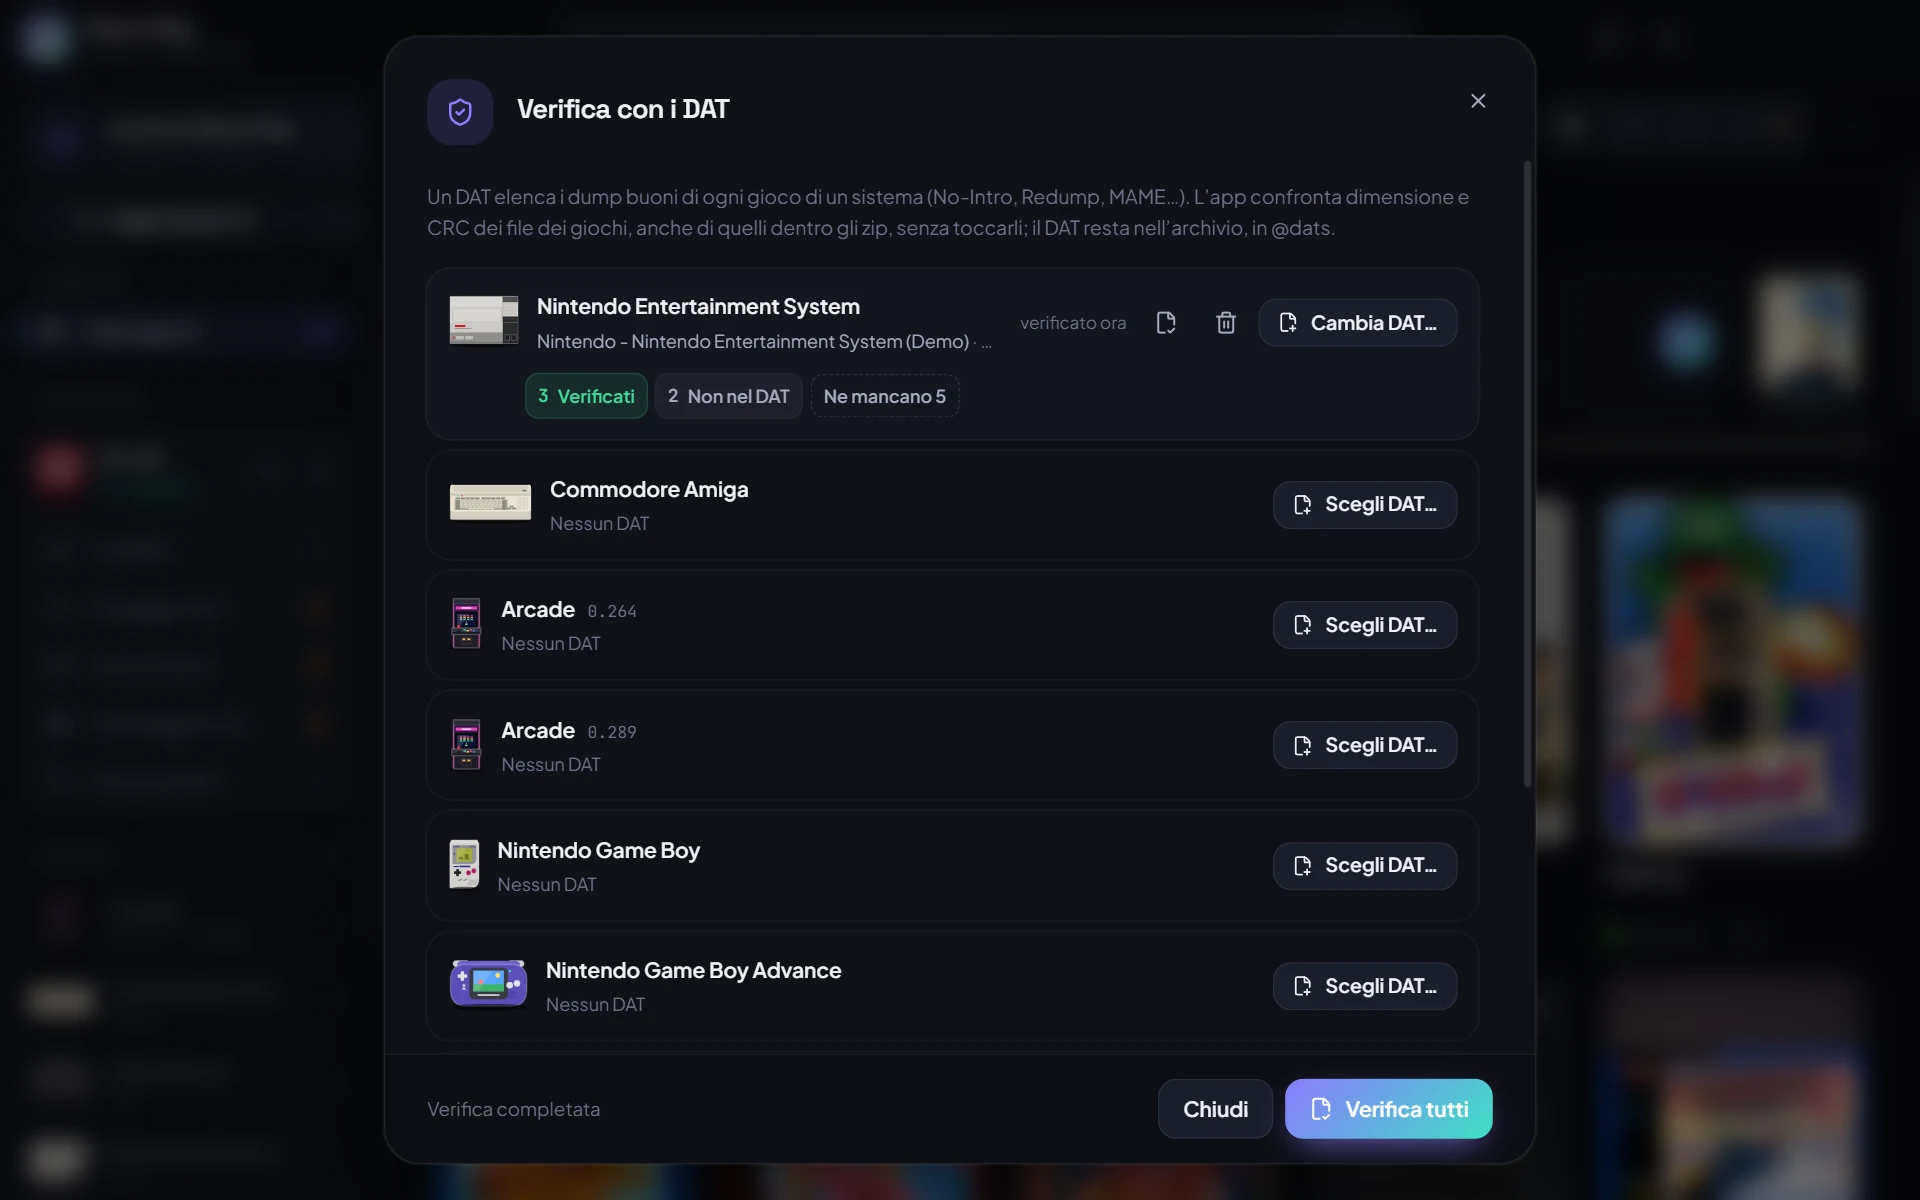 Verifica con i DAT
Un DAT elenca i dump buoni di ogni gioco di un sistema (No-Intro, Redump, MAME…). L’app confronta dimensione e
CRC dei file dei giochi, anche di quelli dentro gli zip, senza toccarli; il DAT resta nell’archivio, in @dats.
Nintendo Entertainment System
Nintendo - Nintendo Entertainment System (Demo) · …
verificato ora
Cambia DAT…
3 Verificati
2 Non nel DAT
Ne mancano 5
Commodore Amiga
Nessun DAT
Scegli DAT…
Arcade 0.264
Nessun DAT
Scegli DAT…
Arcade 0.289
Nessun DAT
Scegli DAT…
Nintendo Game Boy
Nessun DAT
Scegli DAT…
Nintendo Game Boy Advance
Nessun DAT
Scegli DAT…
Verifica completata
Chiudi
Verifica tutti